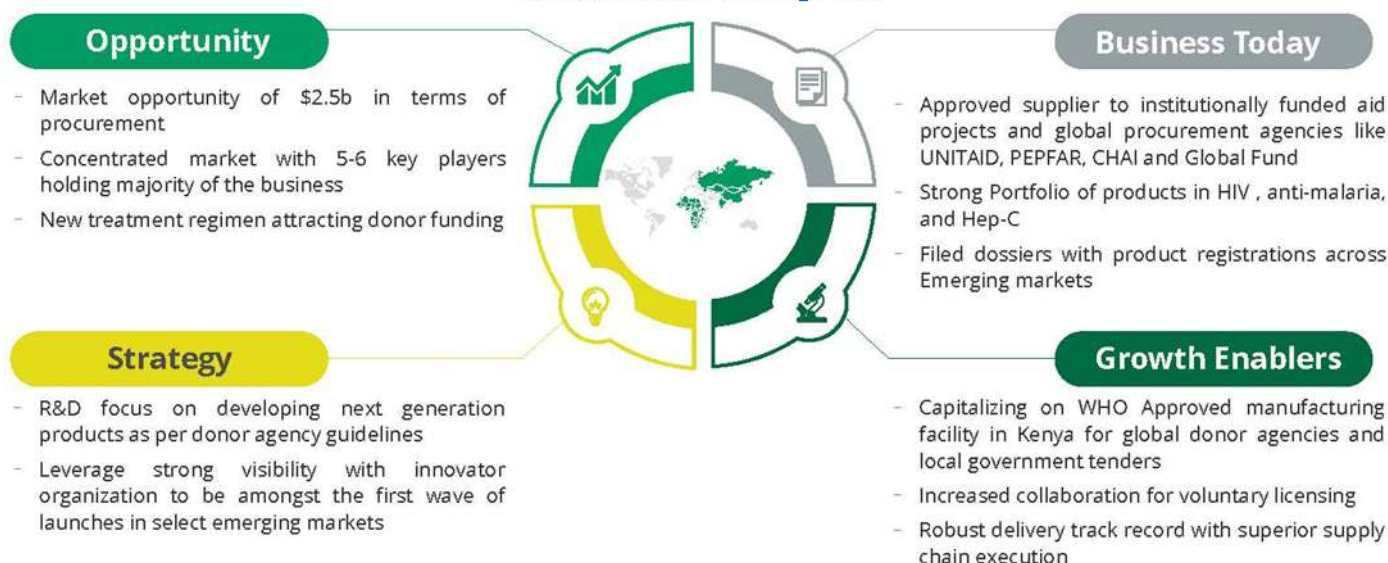 Opportunity
- Market opportunity of $2.5b in terms of
procurement
- Concentrated market with 5-6 key players
holding majority of the business
- New treatment regimen attracting donor funding
Business Today
- Approved supplier to institutionally funded aid
projects and global procurement agencies like
UNITAID, PEPFAR, CHAI and Global Fund
- Strong Portfolio of products in HIV , anti-malaria,
and Hep-C
- Filed dossiers with product registrations across
Emerging markets
Strategy
- R&D focus on developing next generation
products as per donor agency guidelines
- Leverage strong visibility with innovator
organization to be amongst the first wave of
launches in select emerging markets
Growth Enablers
- Capitalizing on WHO Approved manufacturing
facility in Kenya for global donor agencies and
local government tenders
- Increased collaboration for voluntary licensing
- Robust delivery track record with superior supply
chain execution